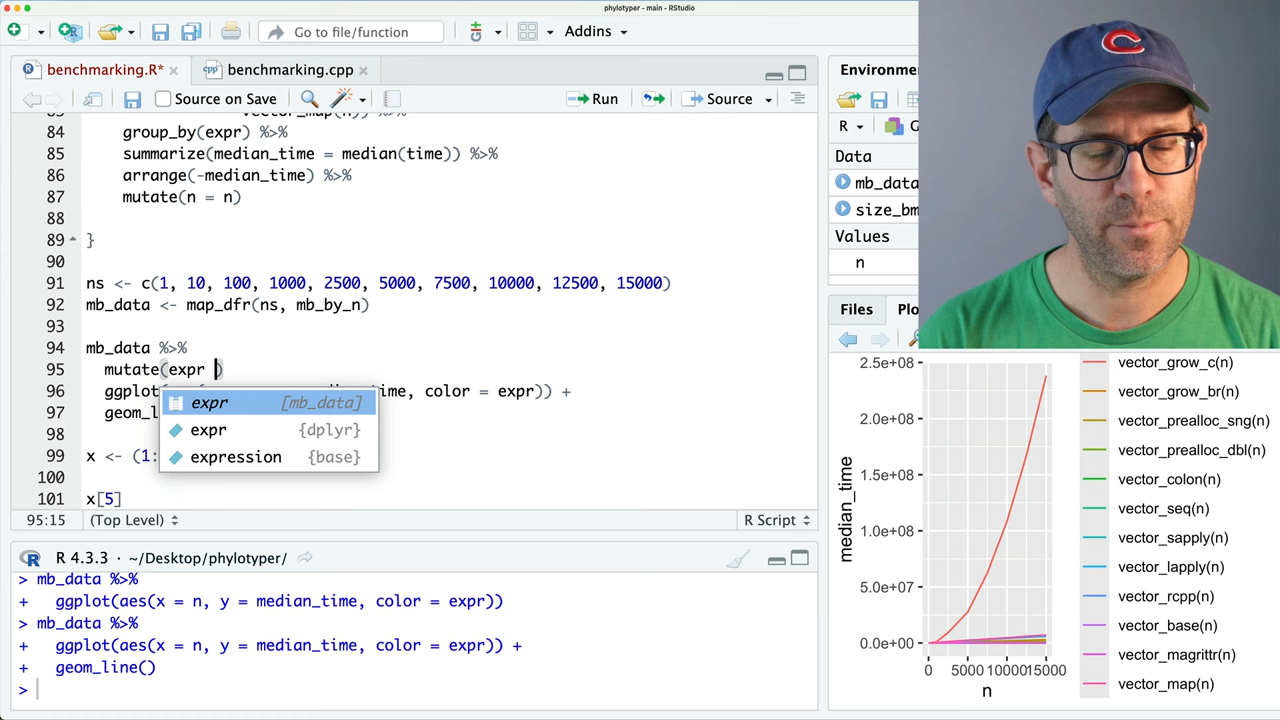 phylotyper - main - RStudio
Go to file/function
Addins
benchmarking.R*
benchmarking.cpp
Source on Save
Run
Source
84 group_by(expr) %>%
85 summarize(median_time = median(time)) %>%
86 arrange(-median_time) %>%
87 mutate(n = n)
88
89 }
90
91 ns <- c(1, 10, 100, 1000, 2500, 5000, 7500, 10000, 12500, 15000)
92 mb_data <- map_dfr(ns, mb_by_n)
93
94 mb_data %>%
95 mutate(expr )
96 ggplot time, color = expr)) +
97 geom_l
98
99 x <- (1:
100
101 x[5]
expr [mb_data]
expr {dplyr}
expression {base}
95:15 (Top Level) R Script
R 4.3.3 · ~/Desktop/phylotyper/
> mb_data %>%
+ ggplot(aes(x = n, y = median_time, color = expr))
> mb_data %>%
+ ggplot(aes(x = n, y = median_time, color = expr)) +
+ geom_line()
>
Environme
R
G
Data
mb_data
size_bm
Values
n
Files Plo
C
median_time
2.5e+08
2.0e+08
1.5e+08
1.0e+08
5.0e+07
0.0e+00
0 5000 10000 15000
n
vector_grow_c(n)
vector_grow_br(n)
vector_prealloc_sng(n)
vector_prealloc_dbl(n)
vector_colon(n)
vector_seq(n)
vector_sapply(n)
vector_lapply(n)
vector_rcpp(n)
vector_base(n)
vector_magrittr(n)
vector_map(n)